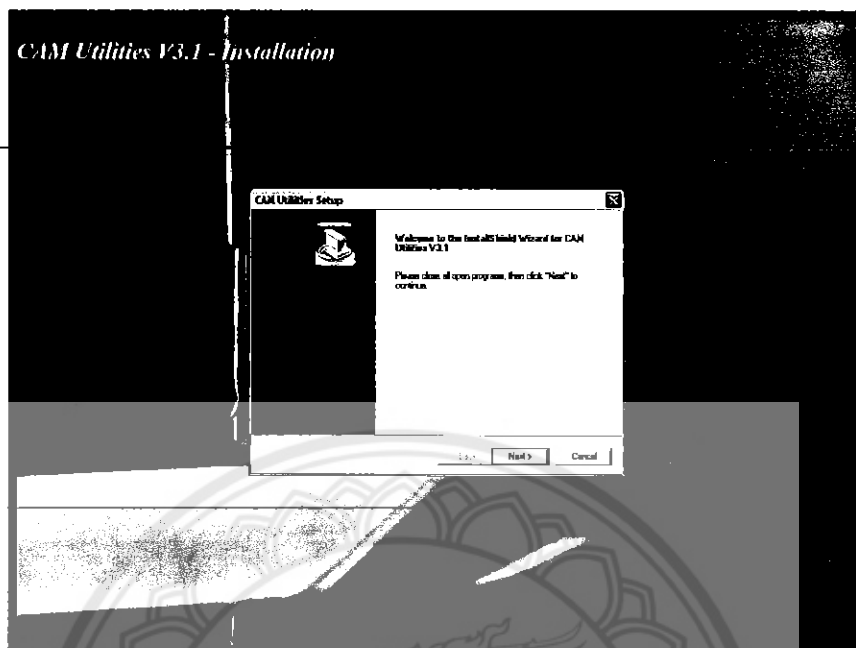 CAM Utilities V3.1 - Installation
CAM Utilities Setup
Welcome to the InstallShield Wizard for CAM
Utilities V3.1
Please close all open programs, then click "Next" to
continue.
Next >
Cancel